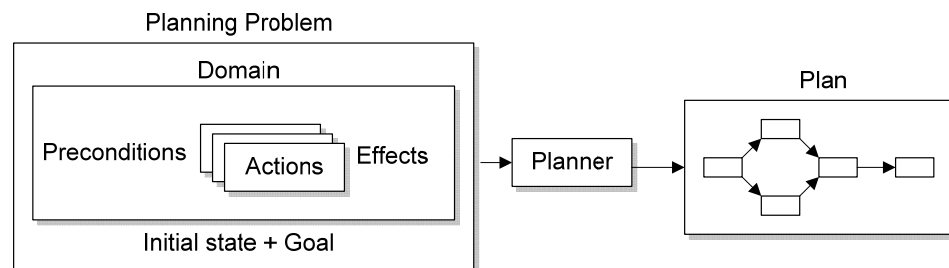 Planning Problem
Domain
Preconditions
Actions
Effects
Initial state + Goal
Planner
Plan